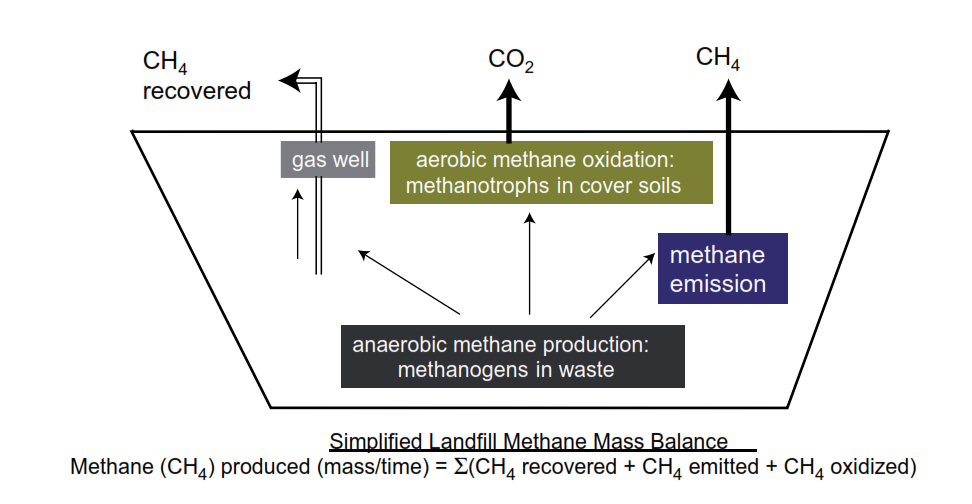 CH₄
recovered
CO₂
CH₄
gas well
aerobic methane oxidation:
methanotrophs in cover soils
methane
emission
anaerobic methane production:
methanogens in waste
Simplified Landfill Methane Mass Balance
Methane (CH₄) produced (mass/time) = Σ(CH₄ recovered + CH₄ emitted + CH₄ oxidized)